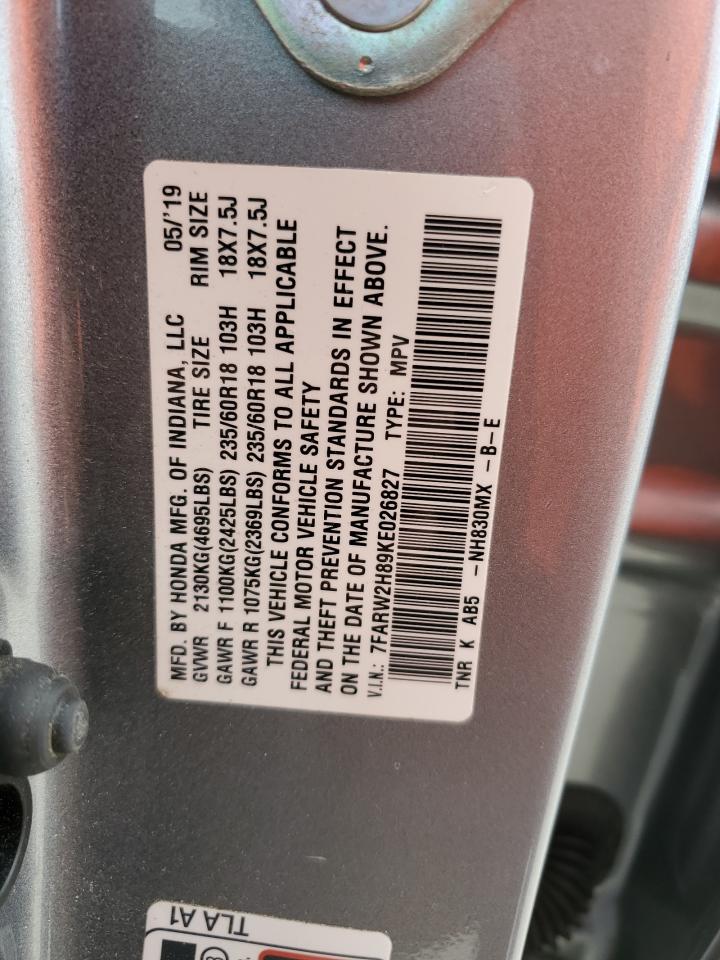 MFD. BY HONDA MFG. OF INDIANA, LLC 05/'19
GVWR 2130KG(4695LBS) TIRE SIZE RIM SIZE
GAWR F 1100KG(2425LBS) 235/60R18 103H 18X7.5J
GAWR R 1075KG(2369LBS) 235/60R18 103H 18X7.5J
THIS VEHICLE CONFORMS TO ALL APPLICABLE
FEDERAL MOTOR VEHICLE SAFETY
AND THEFT PREVENTION STANDARDS IN EFFECT
ON THE DATE OF MANUFACTURE SHOWN ABOVE.
V.I.N.: 7FARW2H89KE026827 TYPE: MPV
TNR K AB5 -NH830MX -B-E
TLA A1